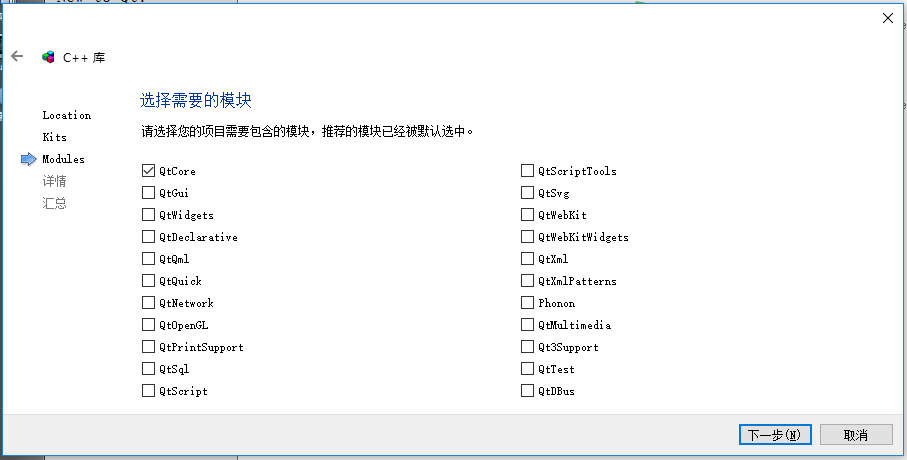 New to Qt?
C++ 库
选择需要的模块
请选择您的项目需要包含的模块，推荐的模块已经被默认选中。
Location
Kits
Modules
详情
汇总
QtCore
QtGui
QtWidgets
QtDeclarative
QtQml
QtQuick
QtNetwork
QtOpenGL
QtPrintSupport
QtSql
QtScript
QtScriptTools
QtSvg
QtWebKit
QtWebKitWidgets
QtXml
QtXmlPatterns
Phonon
QtMultimedia
Qt3Support
QtTest
QtDBus
下一步(N)
取消